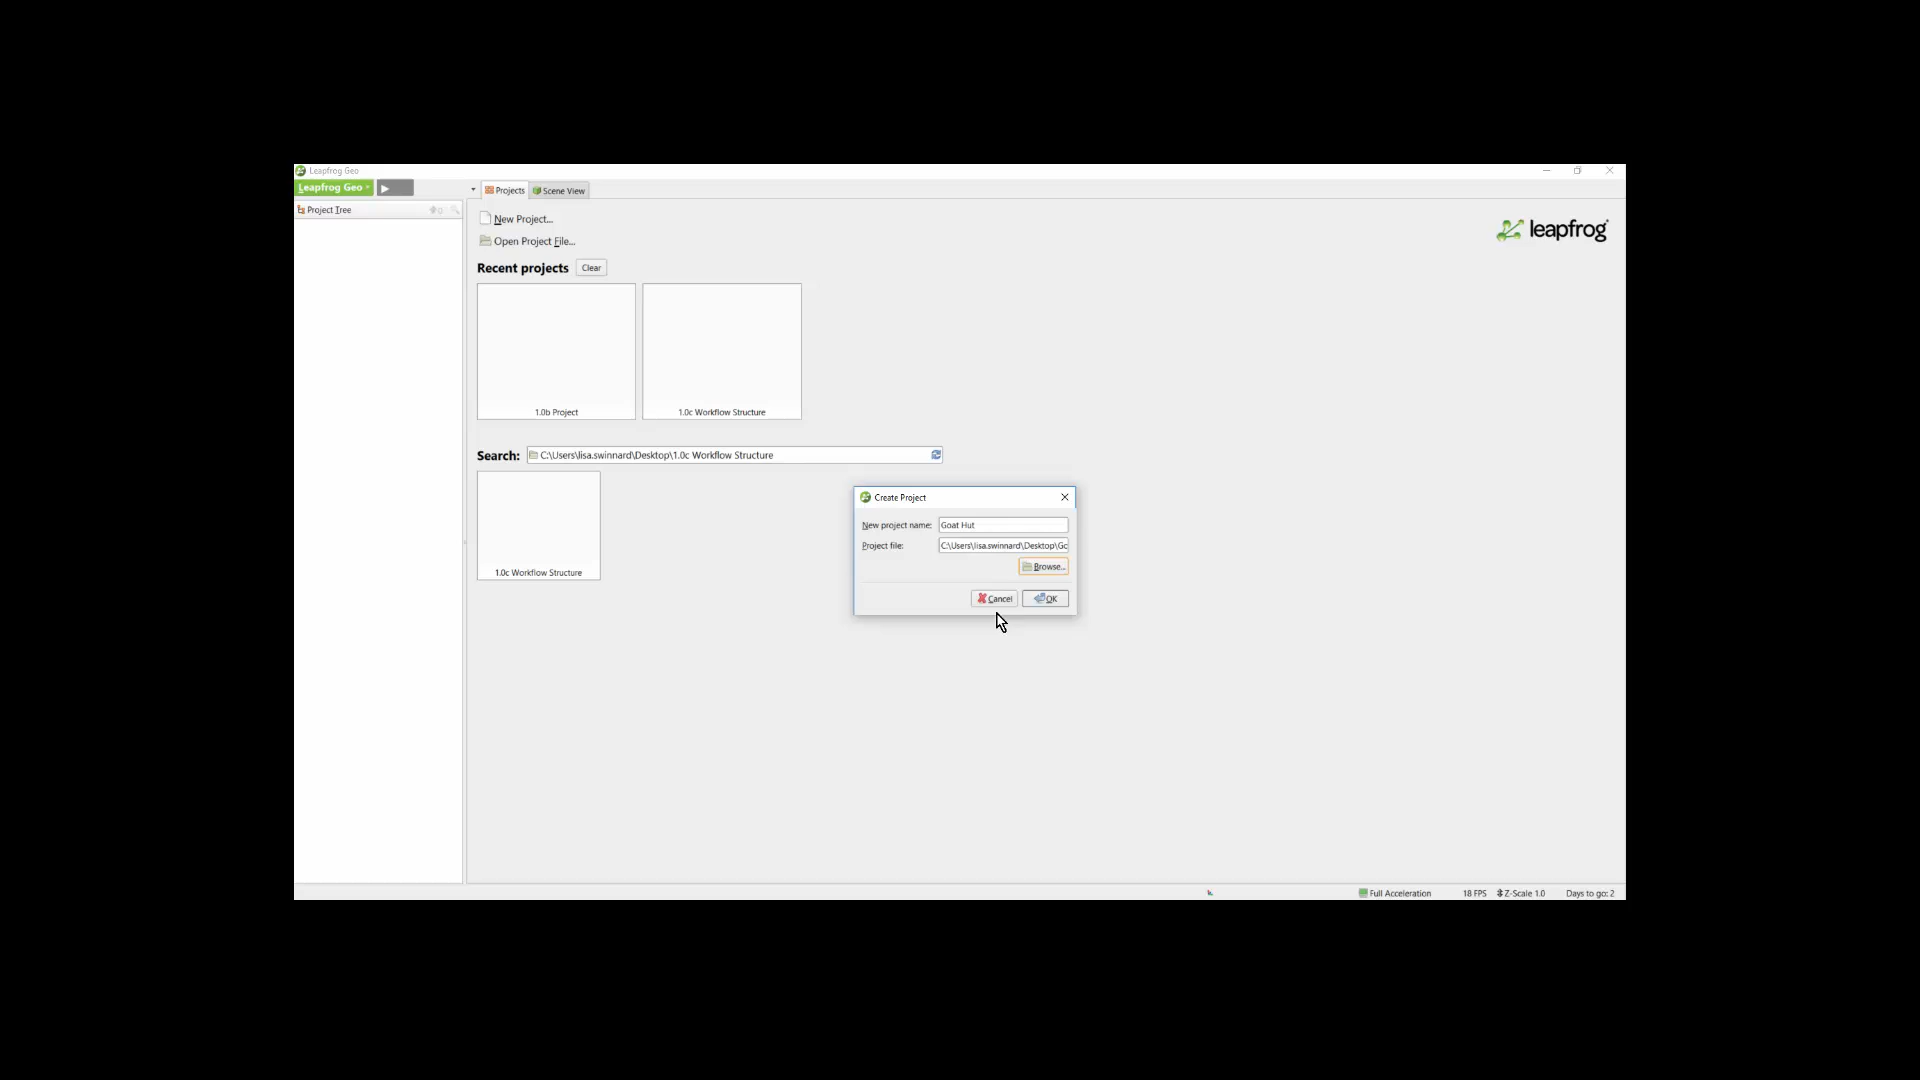 Leapfrog Geo
Leapfrog Geo
Projects
Scene View
Project Tree
New Project...
Open Project File...
leapfrog
Recent projects
Clear
1.0b Project
1.0c Workflow Structure
Search:
C:\Users\lisa.swinnard\Desktop\1.0c Workflow Structure
1.0c Workflow Structure
Create Project
New project name:
Goat Hut
Project file:
C:\Users\lisa.swinnard\Desktop\Go
Browse...
Cancel
OK
Full Acceleration
18 FPS
Z-Scale 1.0
Days to go: 2